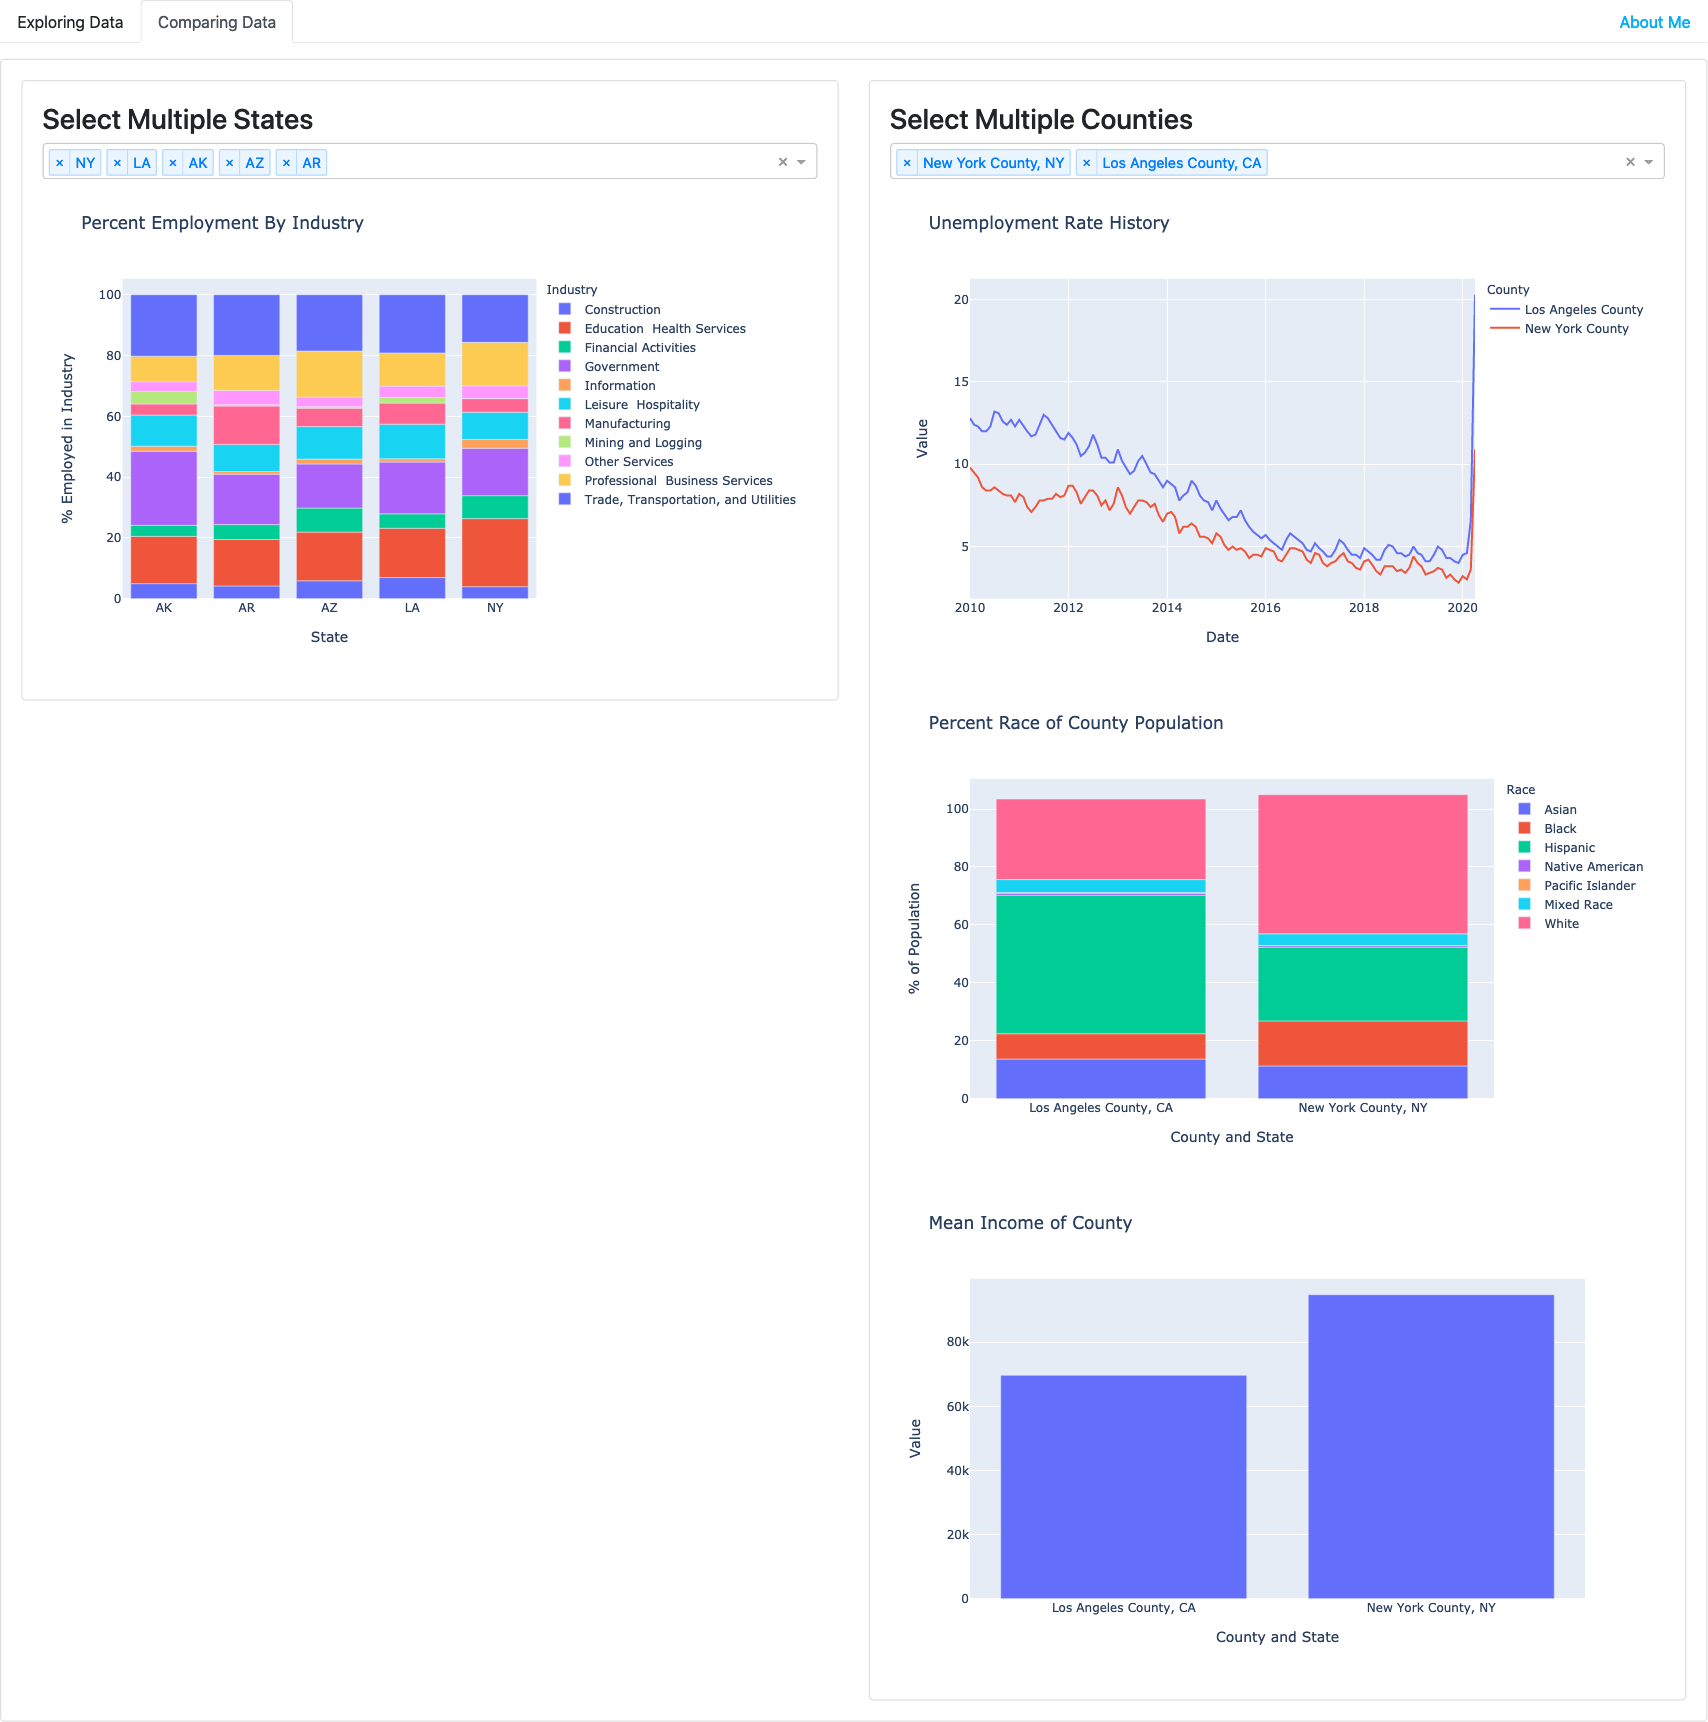 Exploring Data
Comparing Data
About Me
Select Multiple States
× NY × LA × AK × AZ × AR × 
Percent Employment By Industry
% Employed in Industry
100
80
60
40
20
0
AK AR AZ LA NY
State
Industry
Construction
Education  Health Services
Financial Activities
Government
Information
Leisure  Hospitality
Manufacturing
Mining and Logging
Other Services
Professional  Business Services
Trade, Transportation, and Utilities
Select Multiple Counties
× New York County, NY × Los Angeles County, CA ×
Unemployment Rate History
Value
20
15
10
5
2010 2012 2014 2016 2018 2020
Date
County
Los Angeles County
New York County
Percent Race of County Population
% of Population
100
80
60
40
20
0
Los Angeles County, CA New York County, NY
County and State
Race
Asian
Black
Hispanic
Native American
Pacific Islander
Mixed Race
White
Mean Income of County
Value
80k
60k
40k
20k
0
Los Angeles County, CA New York County, NY
County and State